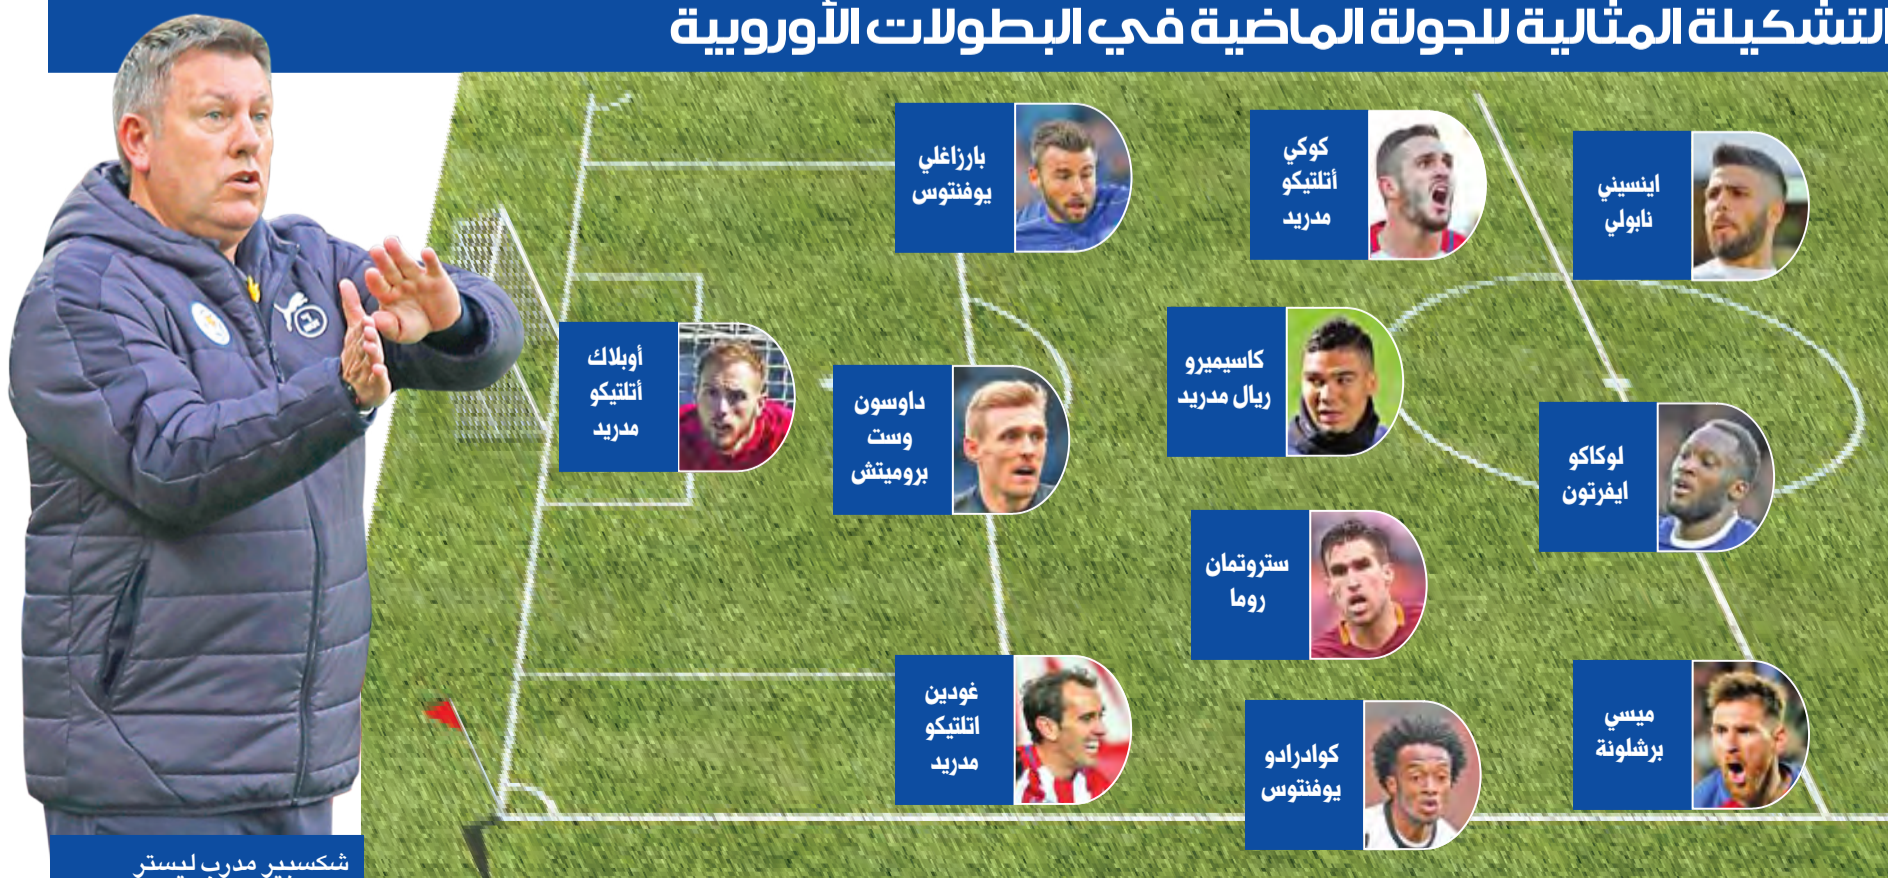 التشكيلة المثالية للجولة الماضية في البطولات الأوروبية
بارزاغلي
يوفنتوس
كوكي
أتلتيكو
مدريد
اينسيني
نابولي
أوبلاك
أتلتيكو
مدريد
داوسون
وست
بروميتش
كاسيميرو
ريال مدريد
لوكاكو
ايفرتون
ستروتمان
روما
غودين
اتلتيكو
مدريد
كوادرادو
يوفنتوس
ميسي
برشلونة
شكسبير مدرب ليستر